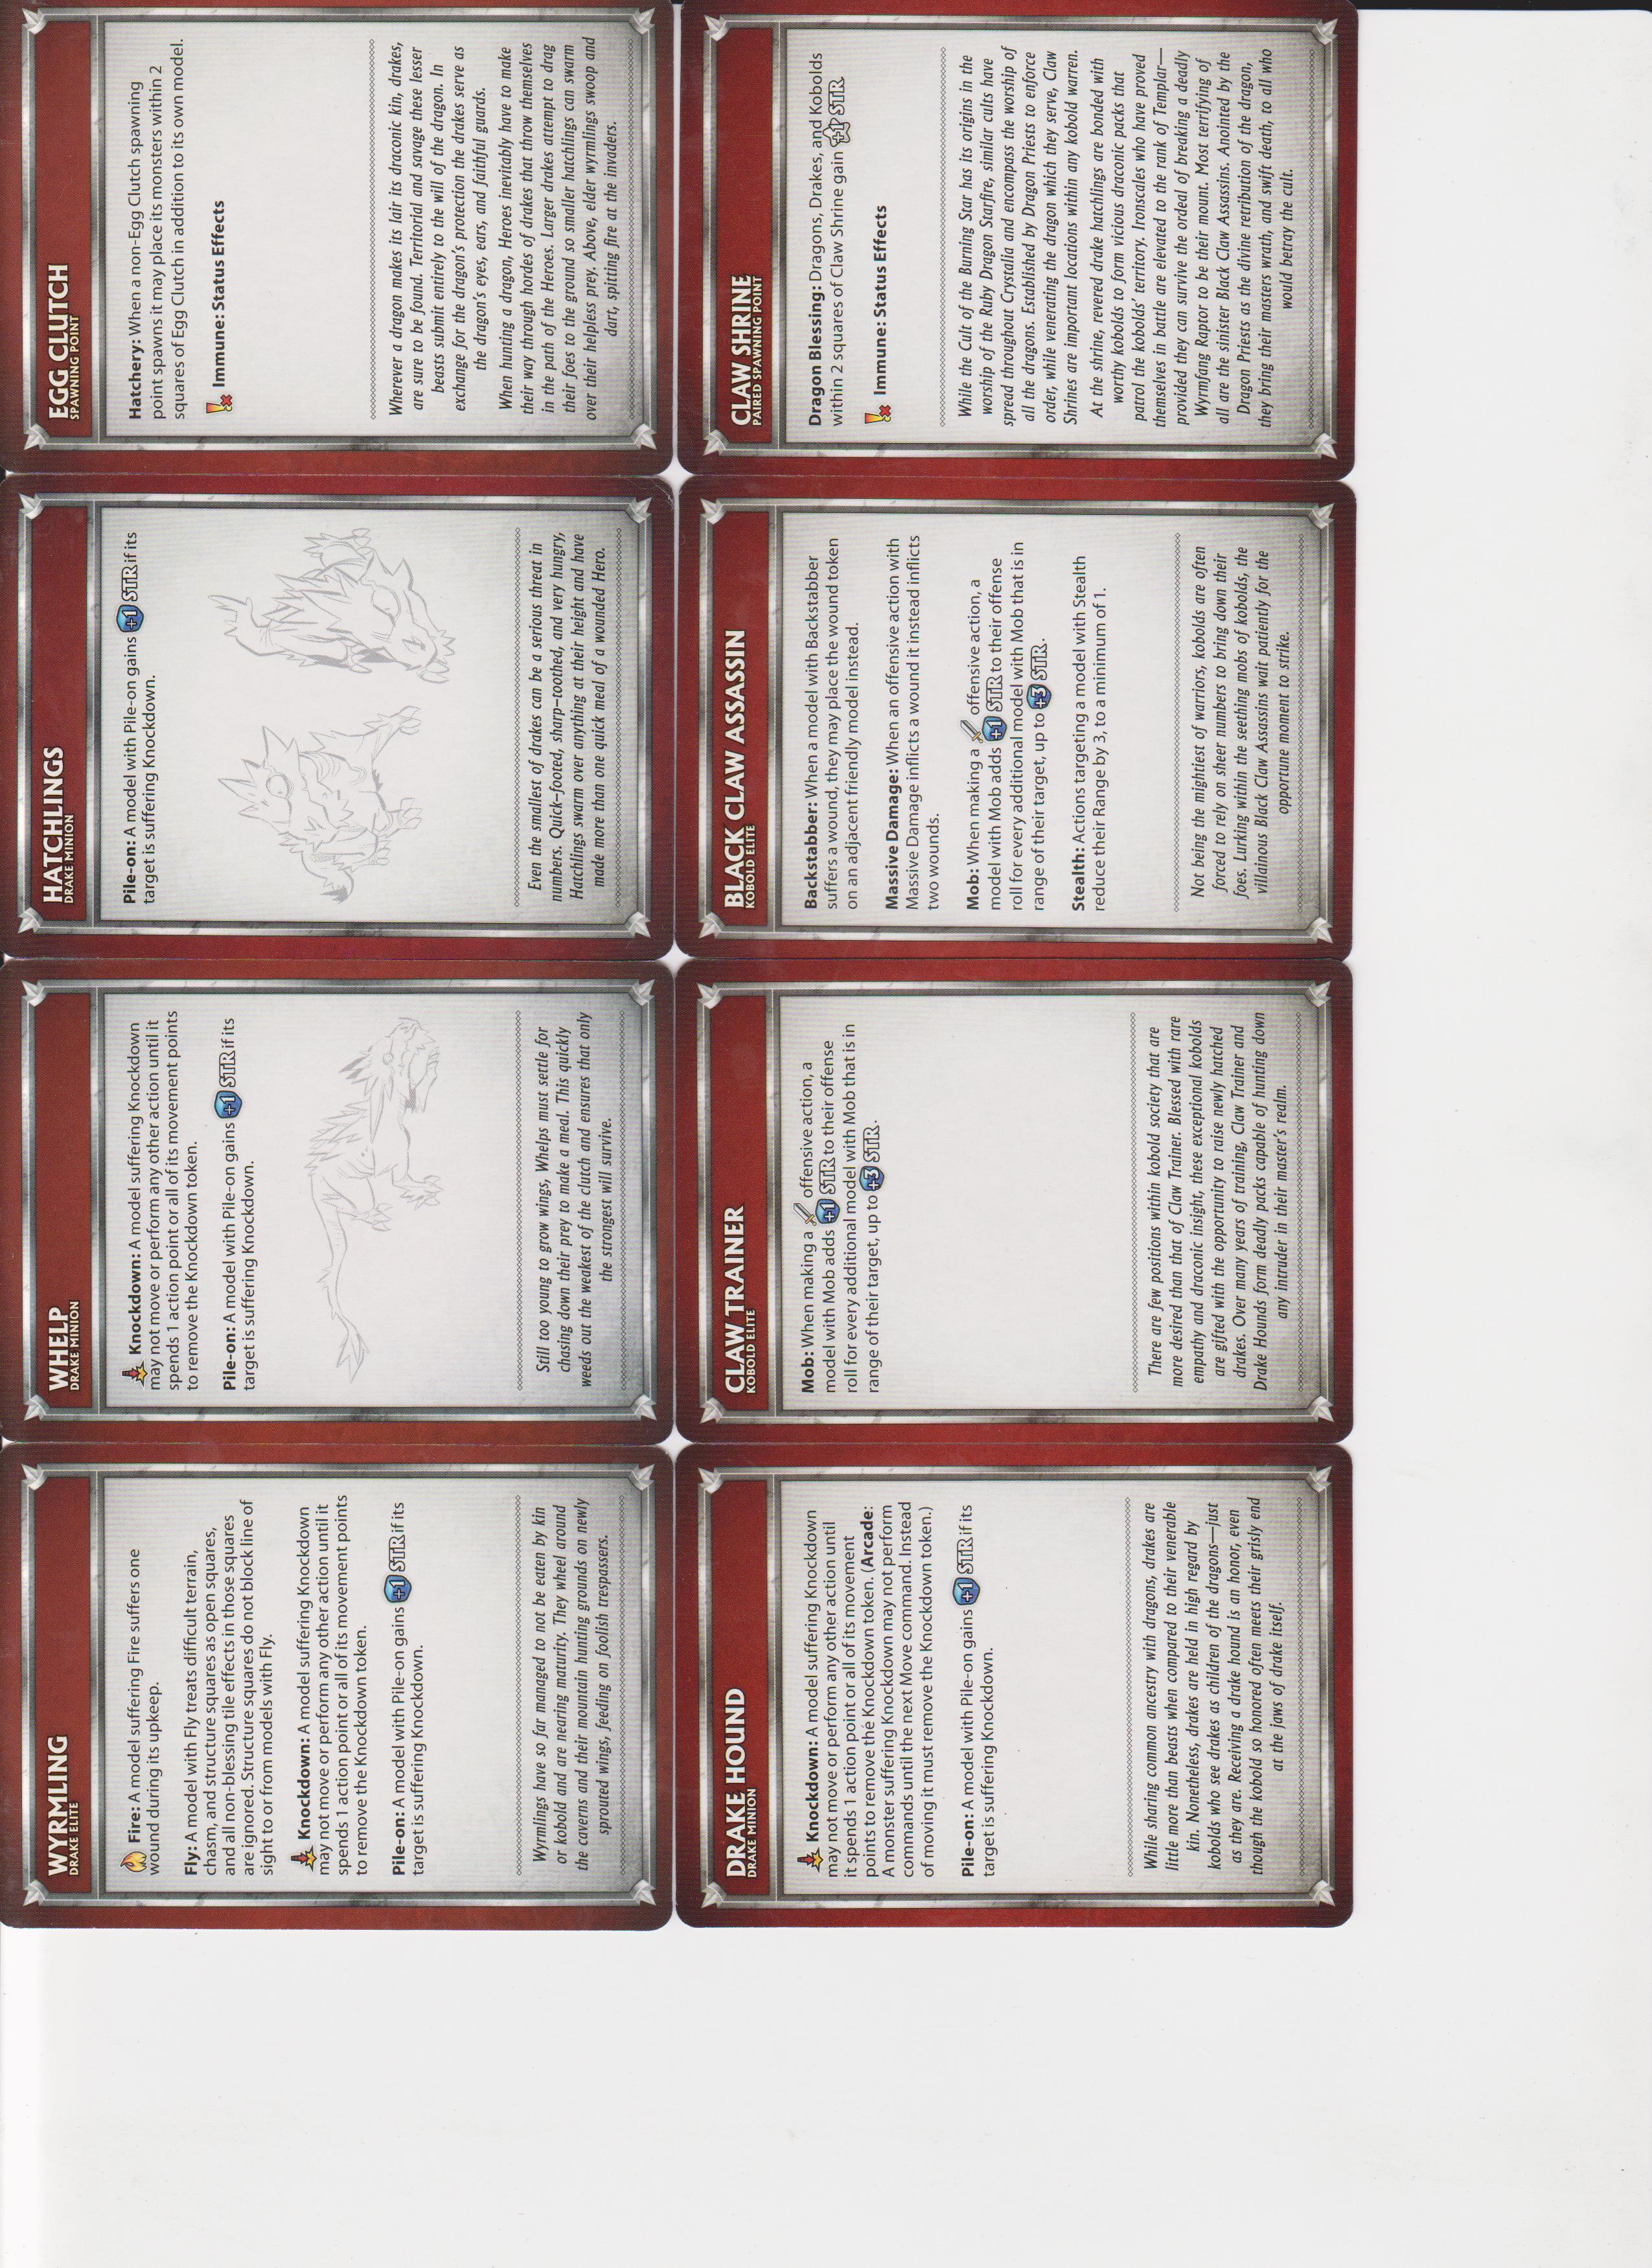 WYRMLING
DRAKE ELITE
Fire: A model suffering Fire suffers one
wound during its upkeep.
Fly: A model with Fly treats difficult terrain,
chasm, and structure squares as open squares,
and all non-blessing tile effects in those squares
are ignored. Structure squares do not block line of
sight to or from models with Fly.
Knockdown: A model suffering Knockdown
may not move or perform any other action until it
spends 1 action point or all of its movement points
to remove the Knockdown token.
Pile-on: A model with Pile-on gains +1 STR if its
target is suffering Knockdown.
Wyrmlings have so far managed to not be eaten by kin
or kobold and are nearing maturity. They wheel around
the caverns and their mountain hunting grounds on newly
sprouted wings, feeding on foolish trespassers.
WHELP
DRAKE MINION
Knockdown: A model suffering Knockdown
may not move or perform any other action until it
spends 1 action point or all of its movement points
to remove the Knockdown token.
Pile-on: A model with Pile-on gains +1 STR if its
target is suffering Knockdown.
Still too young to grow wings, Whelps must settle for
chasing down their prey to make a meal. This quickly
weeds out the weakest of the clutch and ensures that only
the strongest will survive.
HATCHLINGS
DRAKE MINION
Pile-on: A model with Pile-on gains +1 STR if its
target is suffering Knockdown.
Even the smallest of drakes can be a serious threat in
numbers. Quick-footed, sharp-toothed, and very hungry,
Hatchlings swarm over anything at their height and have
made more than one quick meal of a wounded Hero.
EGG CLUTCH
SPAWNING POINT
Hatchery: When a non-Egg Clutch spawning
point spawns it may place its monsters within 2
squares of Egg Clutch in addition to its own model.
Immune: Status Effects
Wherever a dragon makes its lair its draconic kin, drakes,
are sure to be found. Territorial and savage these lesser
beasts submit entirely to the will of the dragon. In
exchange for the dragon's protection the drakes serve as
the dragon's eyes, ears, and faithful guards.
When hunting a dragon, Heroes inevitably have to make
their way through hordes of drakes that throw themselves
in the path of the Heroes. Larger drakes attempt to drag
their foes to the ground so smaller hatchlings can swarm
over their helpless prey. Above, elder wyrmlings swoop and
dart, spitting fire at the invaders.
DRAKE HOUND
DRAKE MINION
Knockdown: A model suffering Knockdown
may not move or perform any other action until
it spends 1 action point or all of its movement
points to remove the Knockdown token. (Arcade:
A monster suffering Knockdown may not perform
commands until the next Move command. Instead
of moving it must remove the Knockdown token.)
Pile-on: A model with Pile-on gains +1 STR if its
target is suffering Knockdown.
While sharing common ancestry with dragons, drakes are
little more than beasts when compared to their venerable
kin. Nonetheless, drakes are held in high regard by
kobolds who see drakes as children of the dragons—just
as they are. Receiving a drake hound is an honor, even
though the kobold so honored often meets their grisly end
at the jaws of drake itself.
CLAW TRAINER
KOBOLD ELITE
Mob: When making a offensive action, a
model with Mob adds +1 STR to their offense
roll for every additional model with Mob that is in
range of their target, up to +3 STR.
There are few positions within kobold society that are
more desired than that of Claw Trainer. Blessed with rare
empathy and draconic insight, these exceptional kobolds
are gifted with the opportunity to raise newly hatched
drakes. Over many years of training, Claw Trainer and
Drake Hounds form deadly packs capable of hunting down
any intruder in their master's realm.
BLACK CLAW ASSASSIN
KOBOLD ELITE
Backstabber: When a model with Backstabber
suffers a wound, they may place the wound token
on an adjacent friendly model instead.
Massive Damage: When an offensive action with
Massive Damage inflicts a wound it instead inflicts
two wounds.
Mob: When making a offensive action, a
model with Mob adds +1 STR to their offense
roll for every additional model with Mob that is in
range of their target, up to +3 STR.
Stealth: Actions targeting a model with Stealth
reduce their Range by 3, to a minimum of 1.
Not being the mightiest of warriors, kobolds are often
forced to rely on sheer numbers to bring down their
foes. Lurking within the seething mobs of kobolds, the
villainous Black Claw Assassins wait patiently for the
opportune moment to strike.
CLAW SHRINE
PAIRED SPAWNING POINT
Dragon Blessing: Dragons, Drakes, and Kobolds
within 2 squares of Claw Shrine gain +1 STR
Immune: Status Effects
While the Cult of the Burning Star has its origins in the
worship of the Ruby Dragon Starfire, similar cults have
spread throughout Crystalia and encompass the worship of
all the dragons. Established by Dragon Priests to enforce
order, while venerating the dragon which they serve, Claw
Shrines are important locations within any kobold warren.
At the shrine, revered drake hatchlings are bonded with
worthy kobolds to form vicious draconic packs that
patrol the kobolds' territory. Ironscales who have proved
themselves in battle are elevated to the rank of Templar—
provided they can survive the ordeal of breaking a deadly
Wyrmfang Raptor to be their mount. Most terrifying of
all are the sinister Black Claw Assassins. Anointed by the
Dragon Priests as the divine retribution of the dragon,
they bring their masters wrath, and swift death, to all who
would betray the cult.